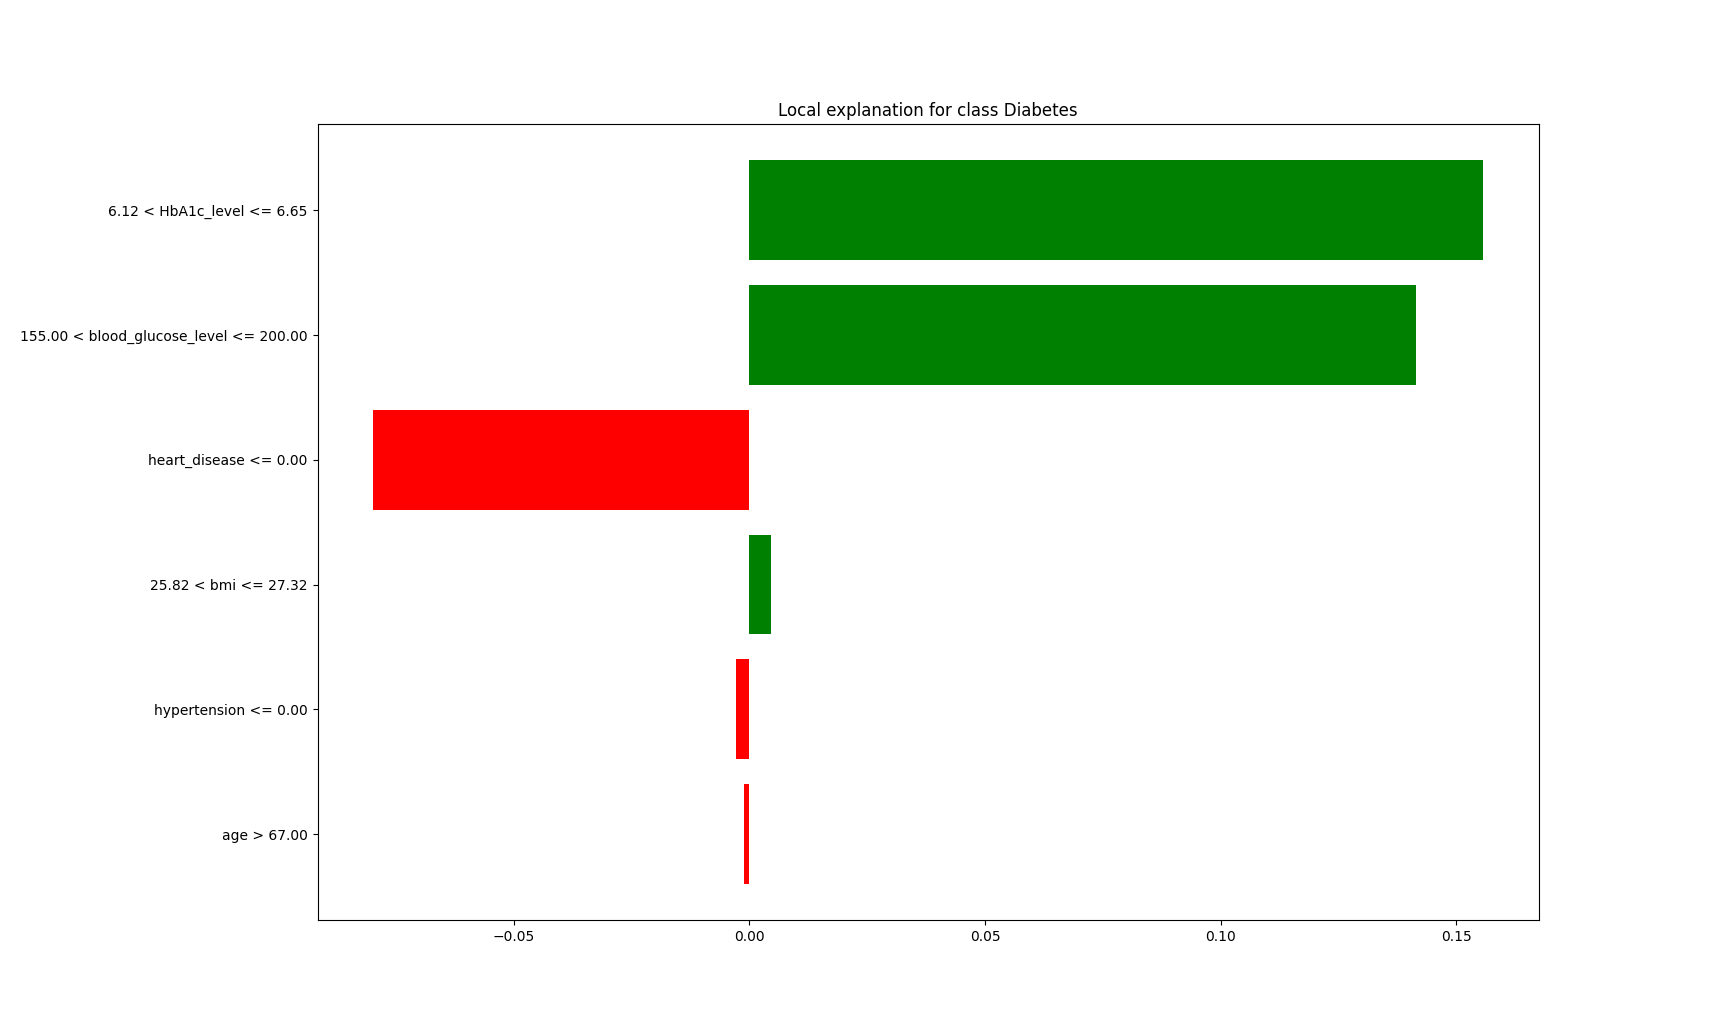 Local explanation for class Diabetes
6.12 < HbA1c_level <= 6.65
155.00 < blood_glucose_level <= 200.00
heart_disease <= 0.00
25.82 < bmi <= 27.32
hypertension <= 0.00
age > 67.00
−0.05 0.00 0.05 0.10 0.15